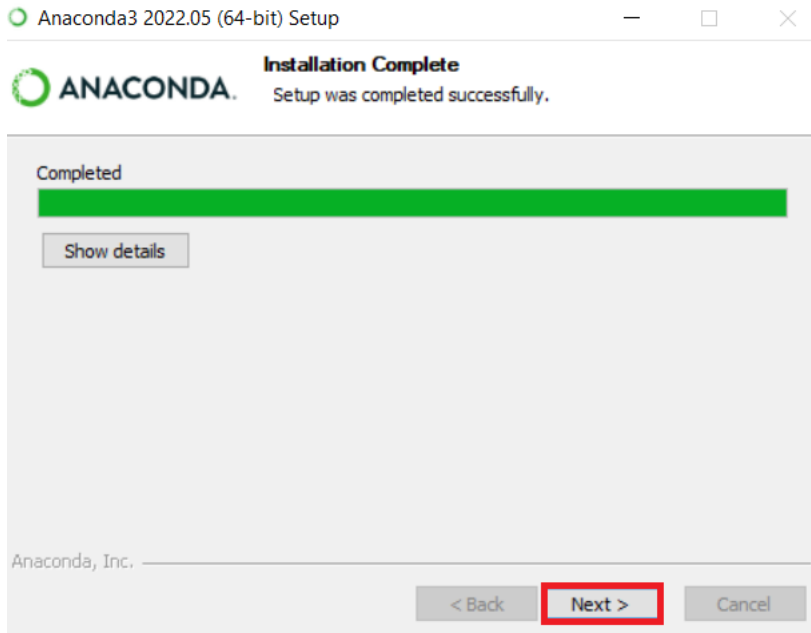 Anaconda3 2022.05 (64-bit) Setup
ANACONDA.
Installation Complete
Setup was completed successfully.
Completed
Show details
Anaconda, Inc.
< Back
Next >
Cancel